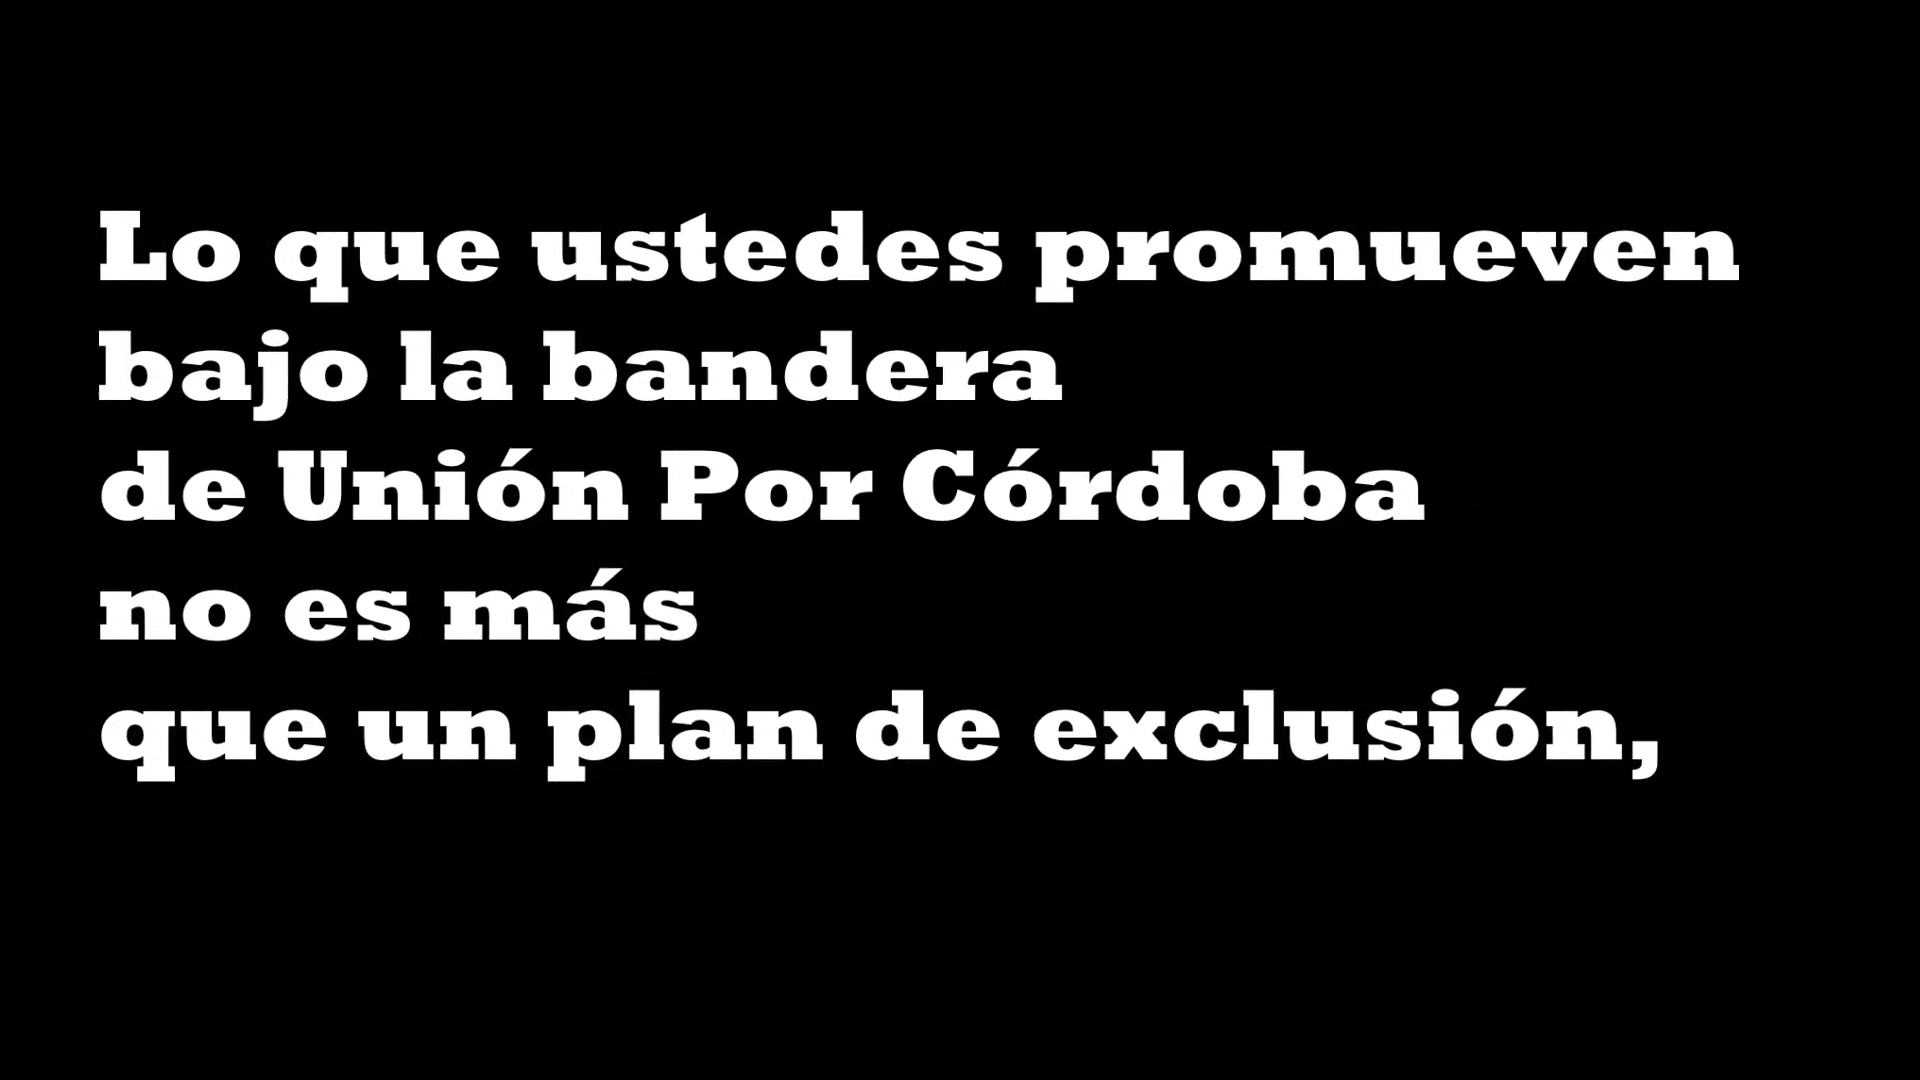 Lo que ustedes promueven
bajo la bandera
de Unión Por Córdoba
no es más
que un plan de exclusión,